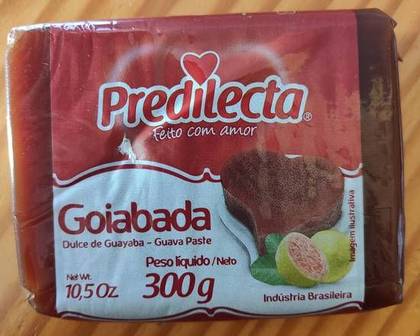 Predilecta®
Feito com amor
Goiabada
Dulce de Guayaba – Guava Paste
Peso líquido / Neto
Net Wt.
10,5 Oz. 300g
Imagem ilustrativa
Indústria Brasileira